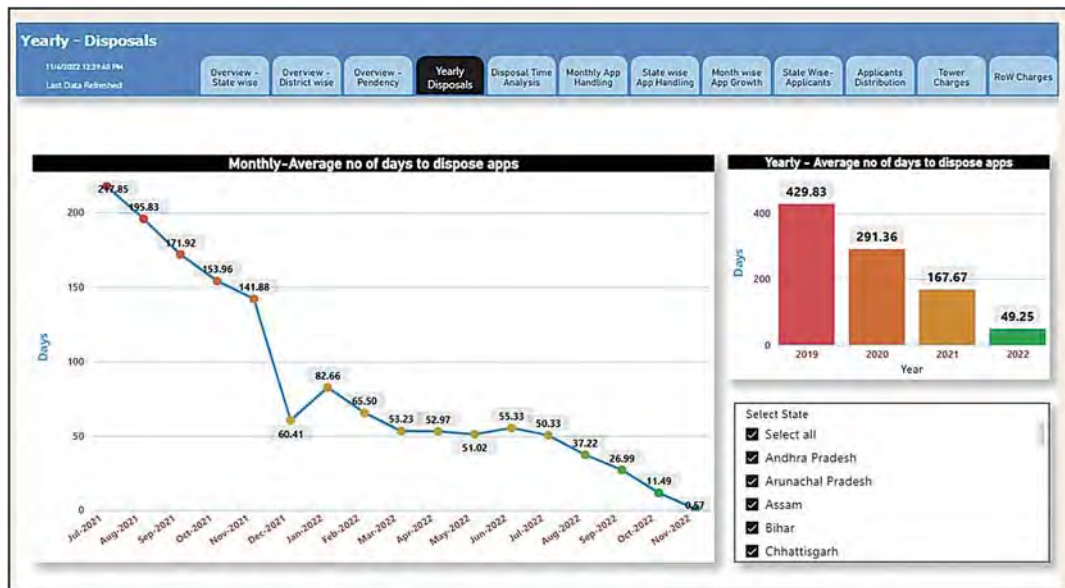 Yearly - Disposals
11/4/2022 12:39:40 PM
Last Data Refreshed
Overview -
State wise
Overview -
District wise
Overview -
Pendency
Yearly
Disposals
Disposal Time
Analysis
Monthly App
Handling
State wise
App Handling
Month wise
App Growth
State Wise-
Applicants
Applicants
Distribution
Tower
Charges
RoW Charges
Monthly-Average no of days to dispose apps
Days
200
150
100
50
0
217.85
195.83
171.92
153.96
141.88
60.41
82.66
65.50
53.23
52.97
51.02
55.33
50.33
37.22
26.99
11.49
0.57
Jul-2021
Aug-2021
Sep-2021
Oct-2021
Nov-2021
Dec-2021
Jan-2022
Feb-2022
Mar-2022
Apr-2022
May-2022
Jun-2022
Jul-2022
Aug-2022
Sep-2022
Oct-2022
Nov-2022
Yearly - Average no of days to dispose apps
Days
400
200
0
429.83
291.36
167.67
49.25
2019
2020
2021
2022
Year
Select State
Select all
Andhra Pradesh
Arunachal Pradesh
Assam
Bihar
Chhattisgarh